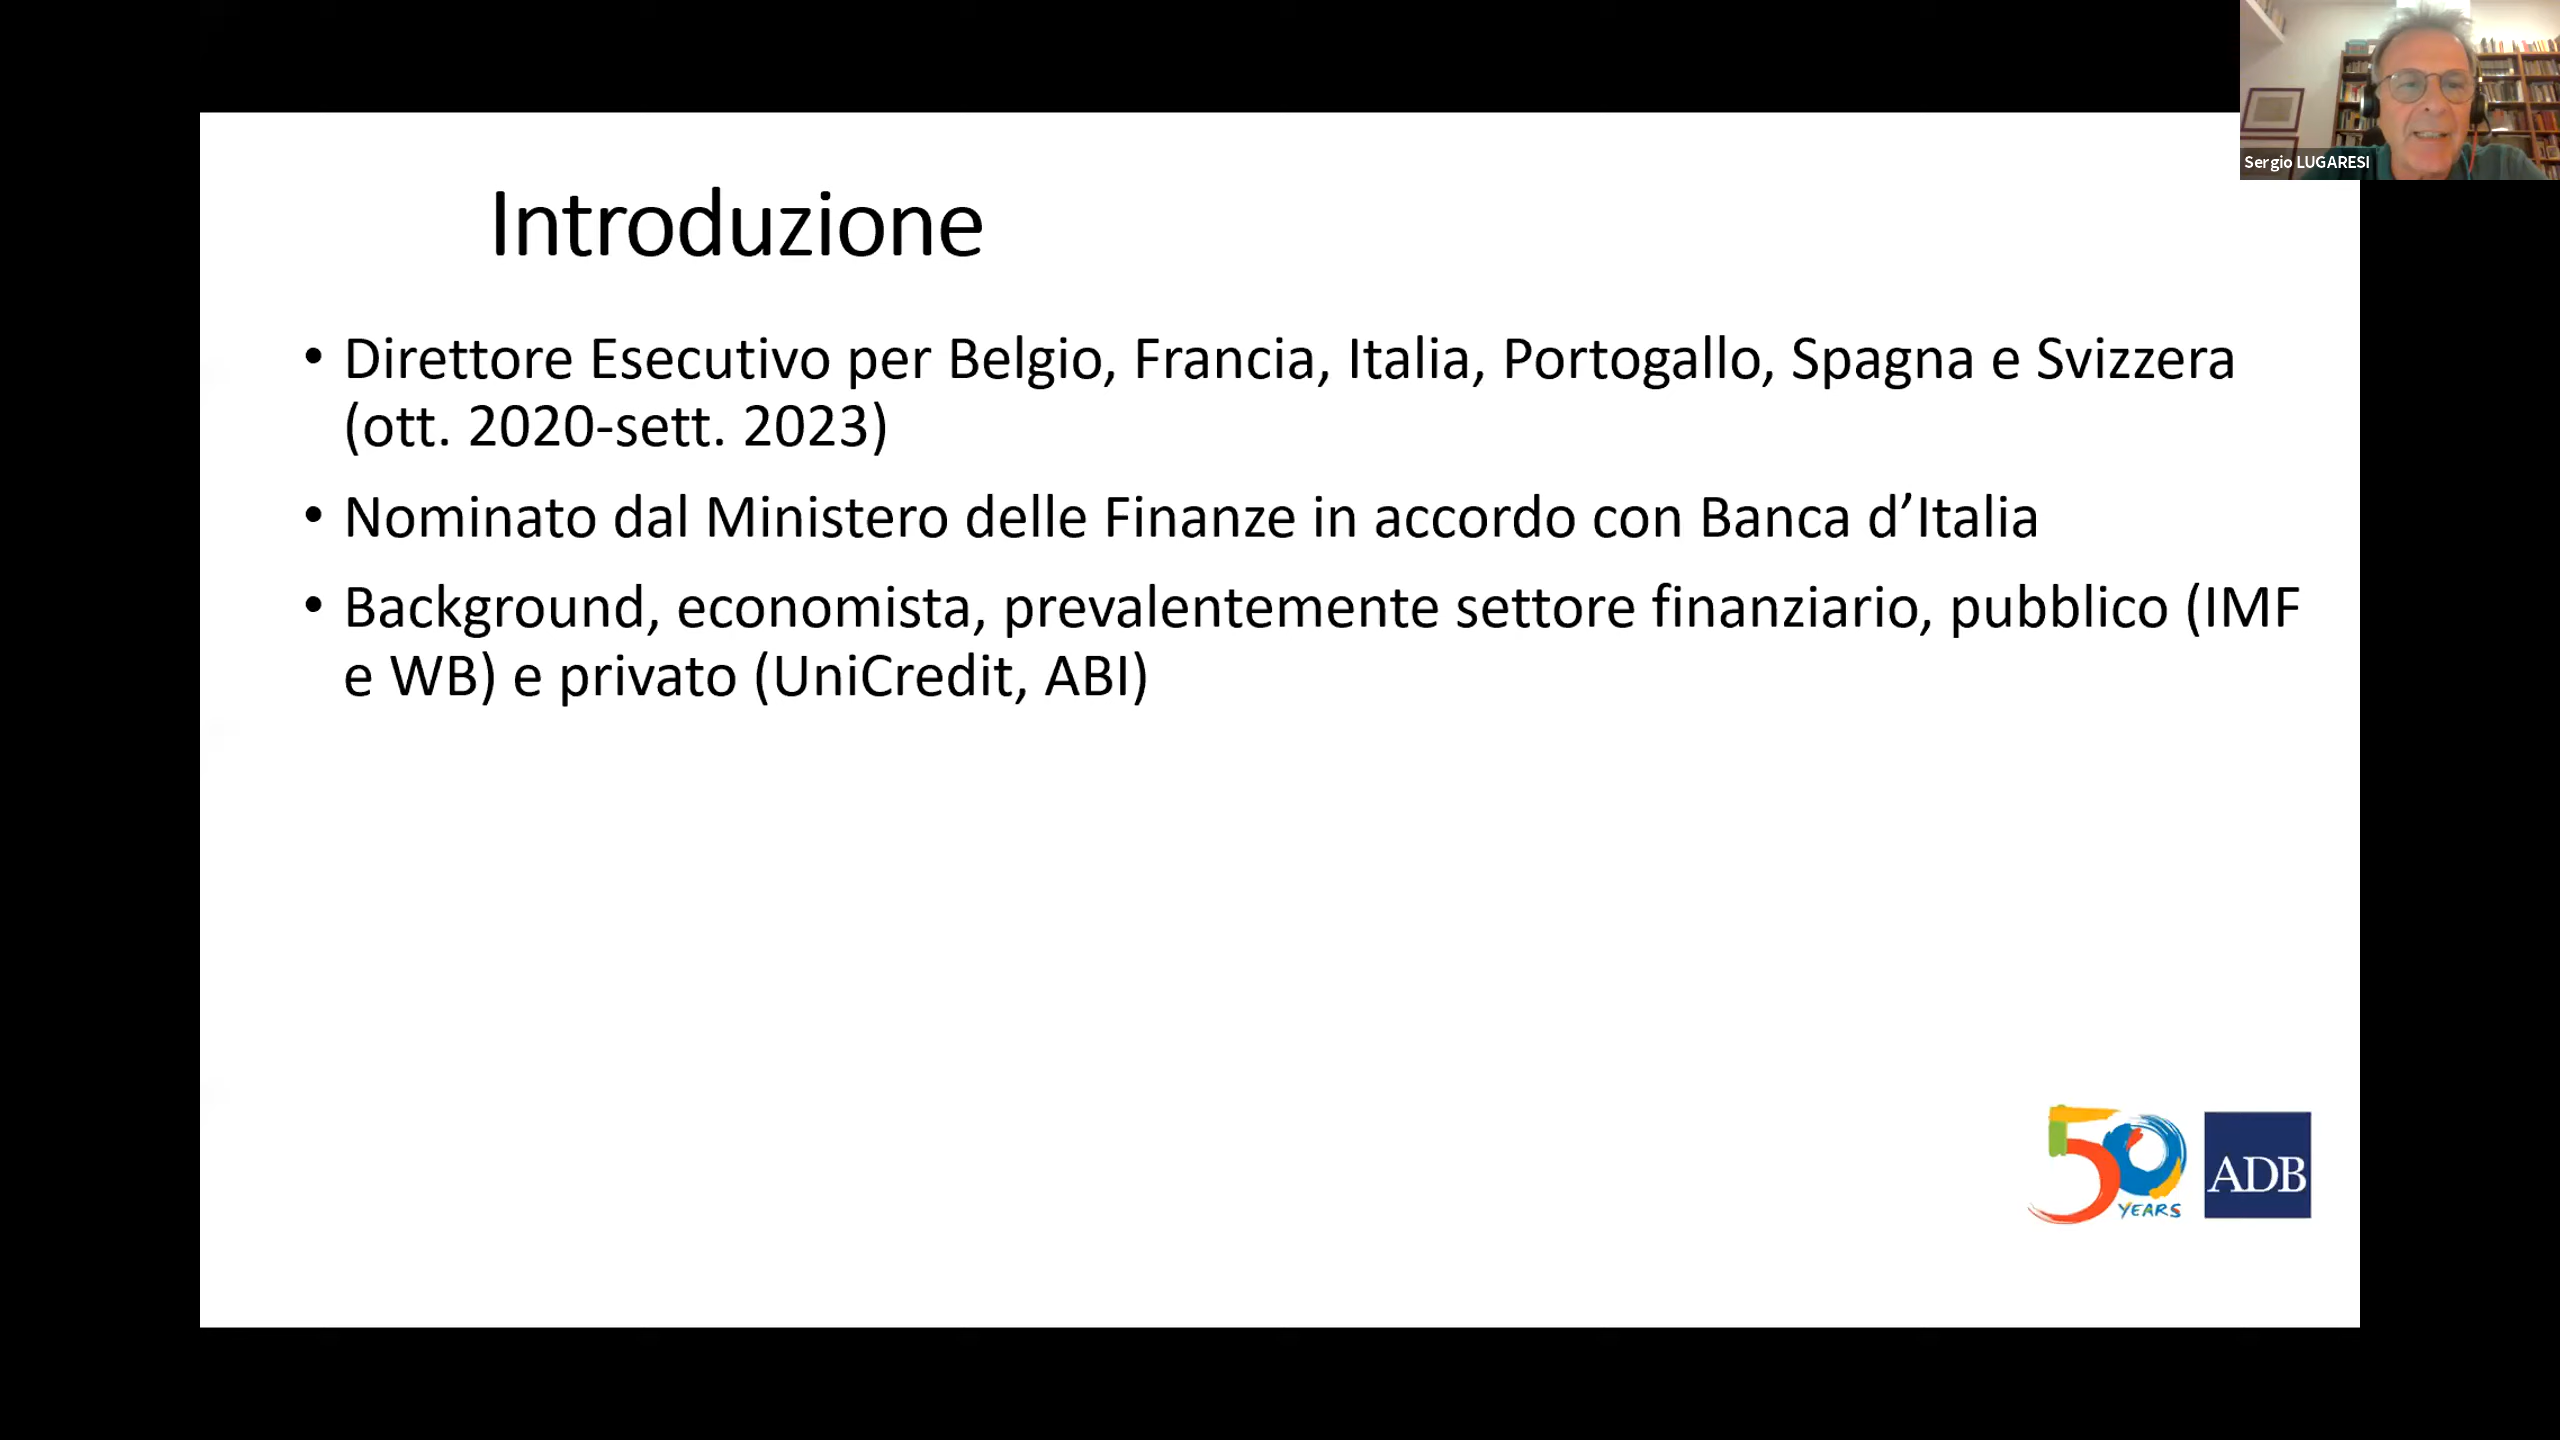 Sergio LUGARESI
Introduzione
• Direttore Esecutivo per Belgio, Francia, Italia, Portogallo, Spagna e Svizzera
(ott. 2020-sett. 2023)
• Nominato dal Ministero delle Finanze in accordo con Banca d’Italia
• Background, economista, prevalentemente settore finanziario, pubblico (IMF
e WB) e privato (UniCredit, ABI)
50
YEARS
ADB